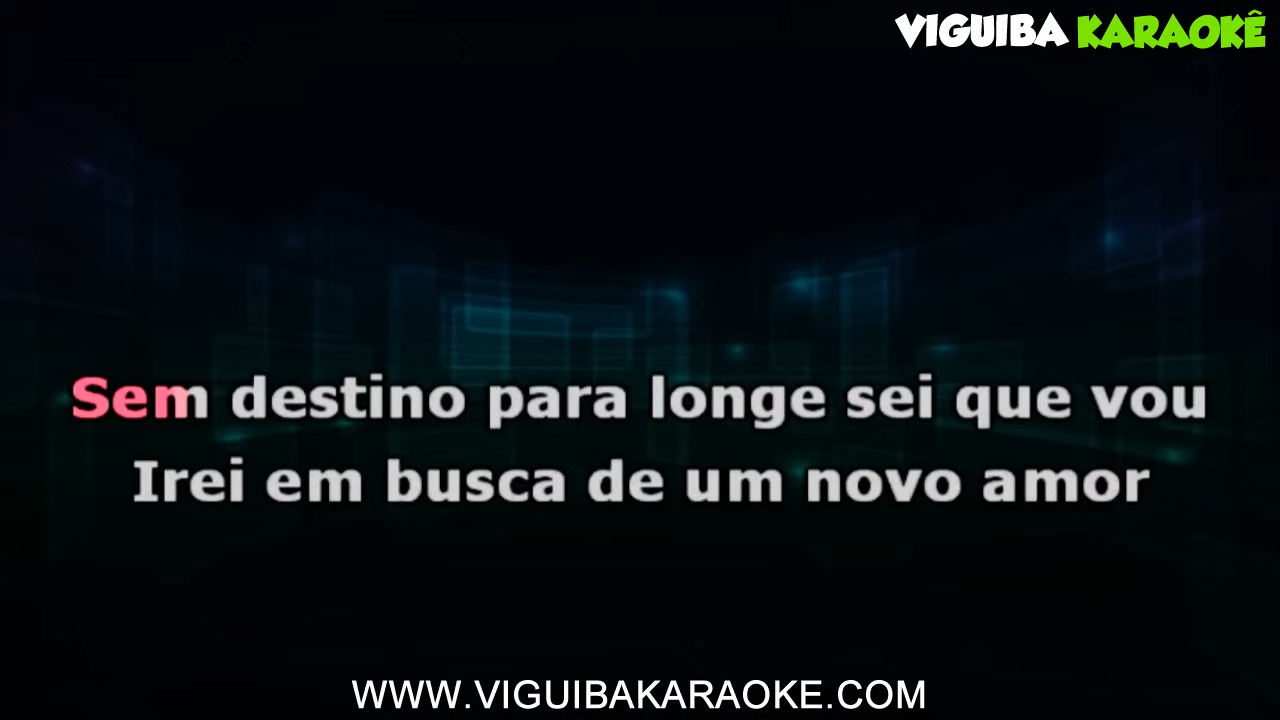 VIGUIBA KARAOKÊ
Sem destino para longe sei que vou
Irei em busca de um novo amor
WWW.VIGUIBAKARAOKE.COM